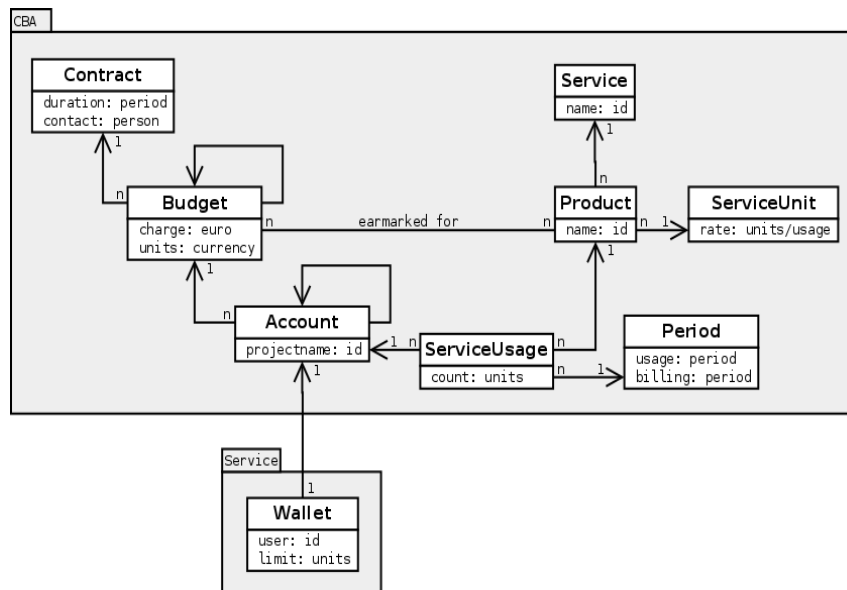 CBA
Contract
duration: period
contact: person
1
n
Service
name: id
1
n
Budget
charge: euro
units: currency
n
earmarked for
n
1
Product
name: id
n
1
1
ServiceUnit
rate: units/usage
n
Account
projectname: id
1
1
n
ServiceUsage
count: units
n
n
1
Period
usage: period
billing: period
Service
1
Wallet
user: id
limit: units